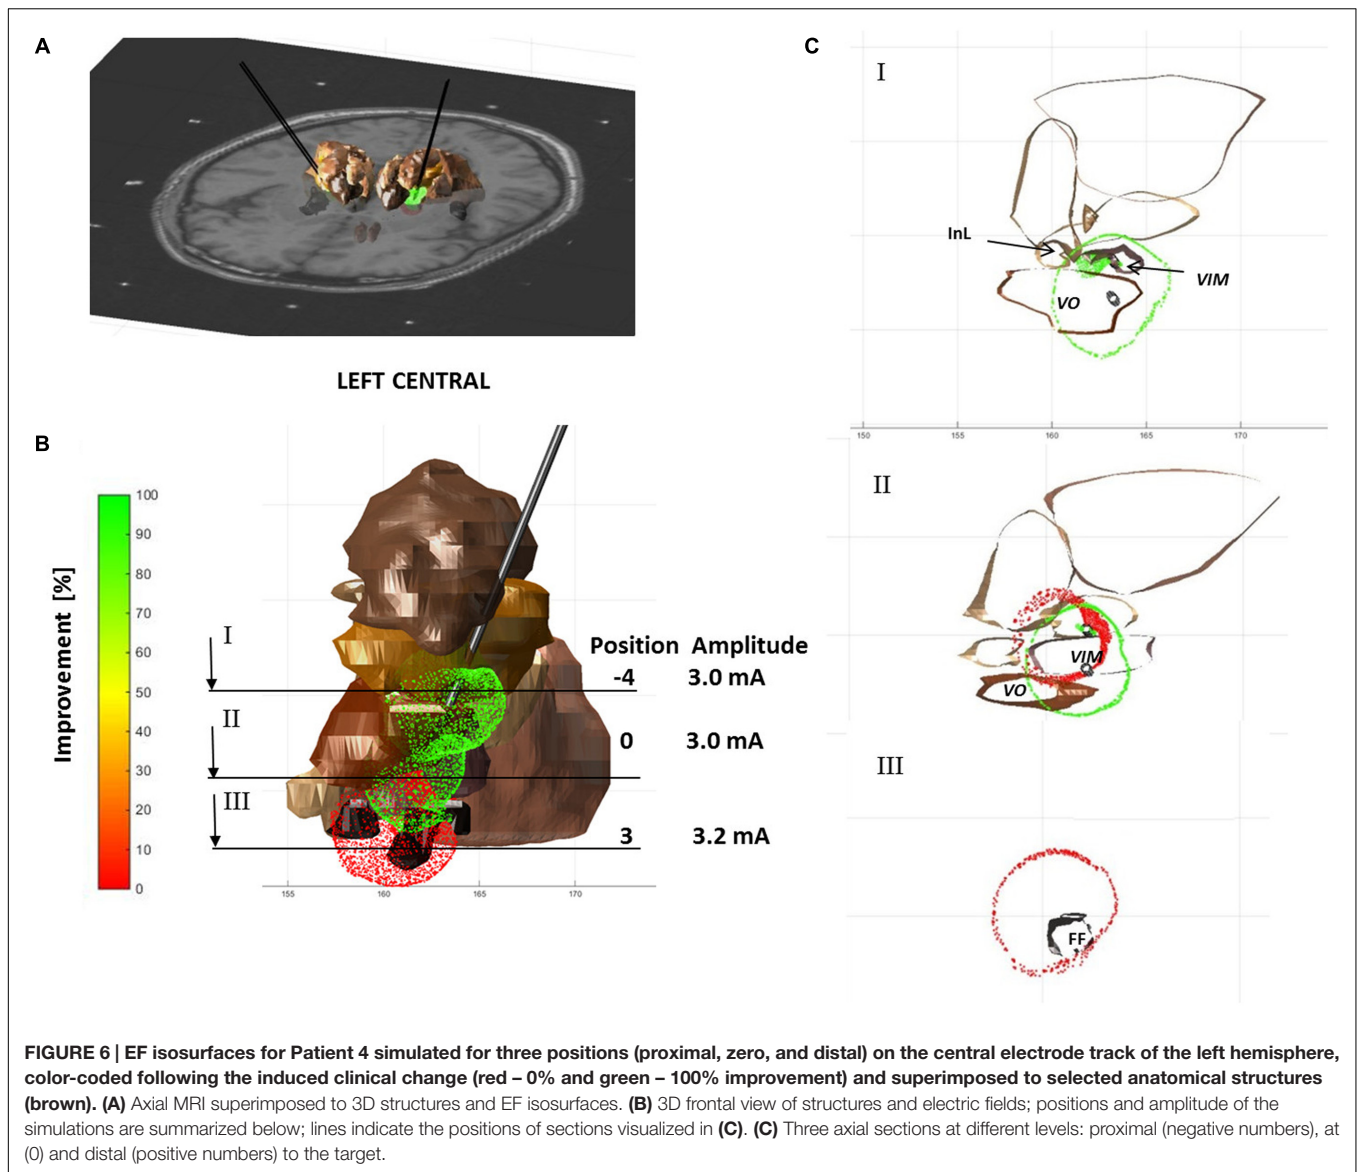 A
LEFT CENTRAL
B
Improvement [%]
100
90
80
70
60
50
40
30
20
10
0
I
II
III
Position Amplitude
-4 3.0 mA
0 3.0 mA
3 3.2 mA
155 160 165 170
C
I
InL
VIM
VO
150 155 160 165 170
II
VIM
VO
III
FF
FIGURE 6 | EF isosurfaces for Patient 4 simulated for three positions (proximal, zero, and distal) on the central electrode track of the left hemisphere,
color-coded following the induced clinical change (red – 0% and green – 100% improvement) and superimposed to selected anatomical structures
(brown). (A) Axial MRI superimposed to 3D structures and EF isosurfaces. (B) 3D frontal view of structures and electric fields; positions and amplitude of the
simulations are summarized below; lines indicate the positions of sections visualized in (C). (C) Three axial sections at different levels: proximal (negative numbers), at
(0) and distal (positive numbers) to the target.